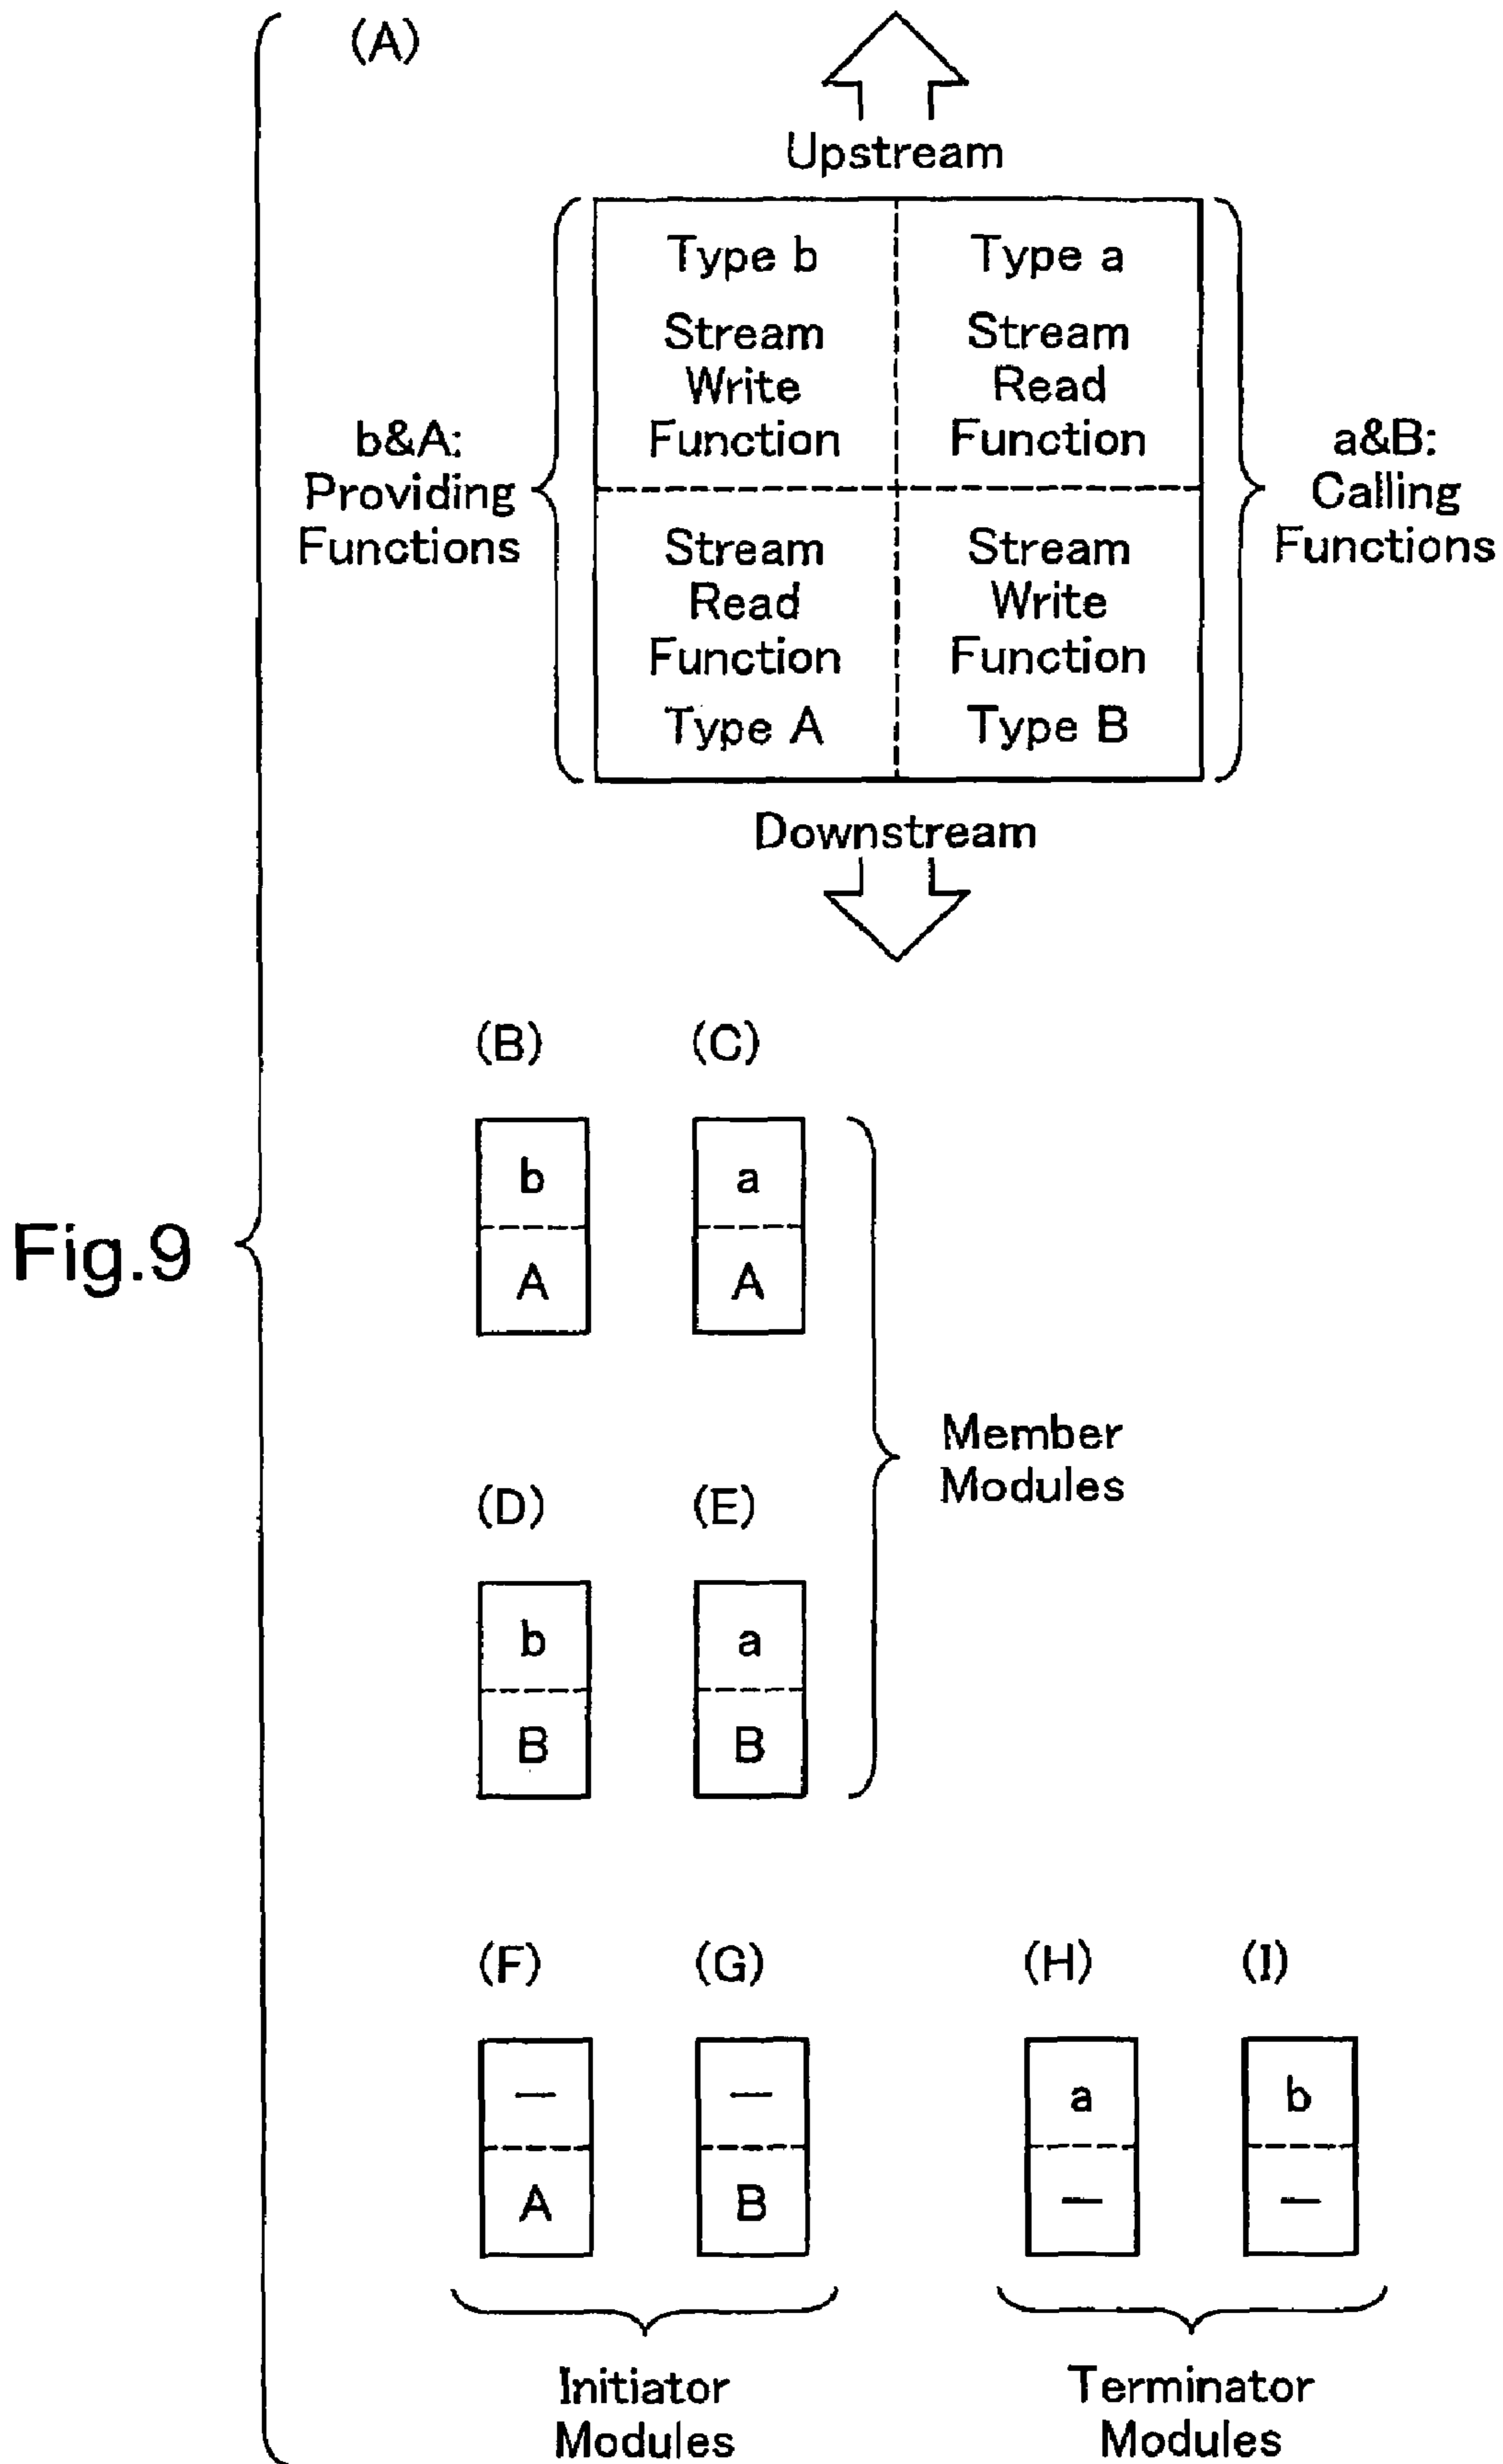 (A)
Upstream
Type b
Type a
Stream
Write
Function
Stream
Read
Function
b&A:
Providing
Functions
a&B:
Calling
Functions
Stream
Read
Function
Stream
Write
Function
Type A
Type B
Downstream
(B)
(C)
b
a
A
A
Fig.9
Member
Modules
(D)
(E)
b
a
B
B
(F)
(G)
(H)
(I)
—
—
a
b
A
B
—
—
Initiator
Modules
Terminator
Modules